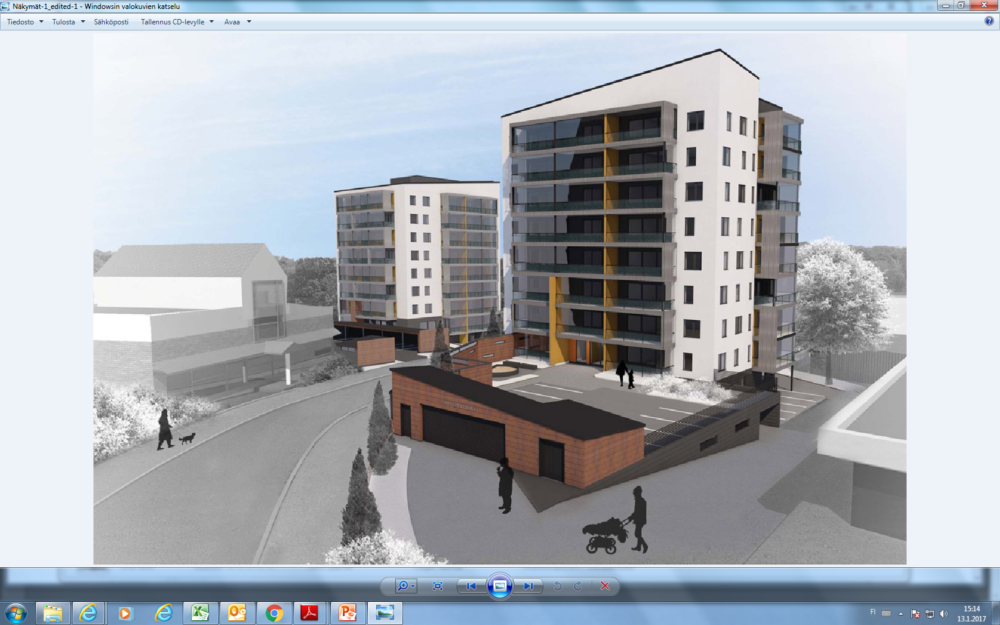 Näkymät-1_edited-1 - Windowsin valokuvien katselu
Tiedosto Tulosta Sähköposti Tallennus CD-levylle Avaa
HELOSVUORI
FI
15:14
13.1.2017